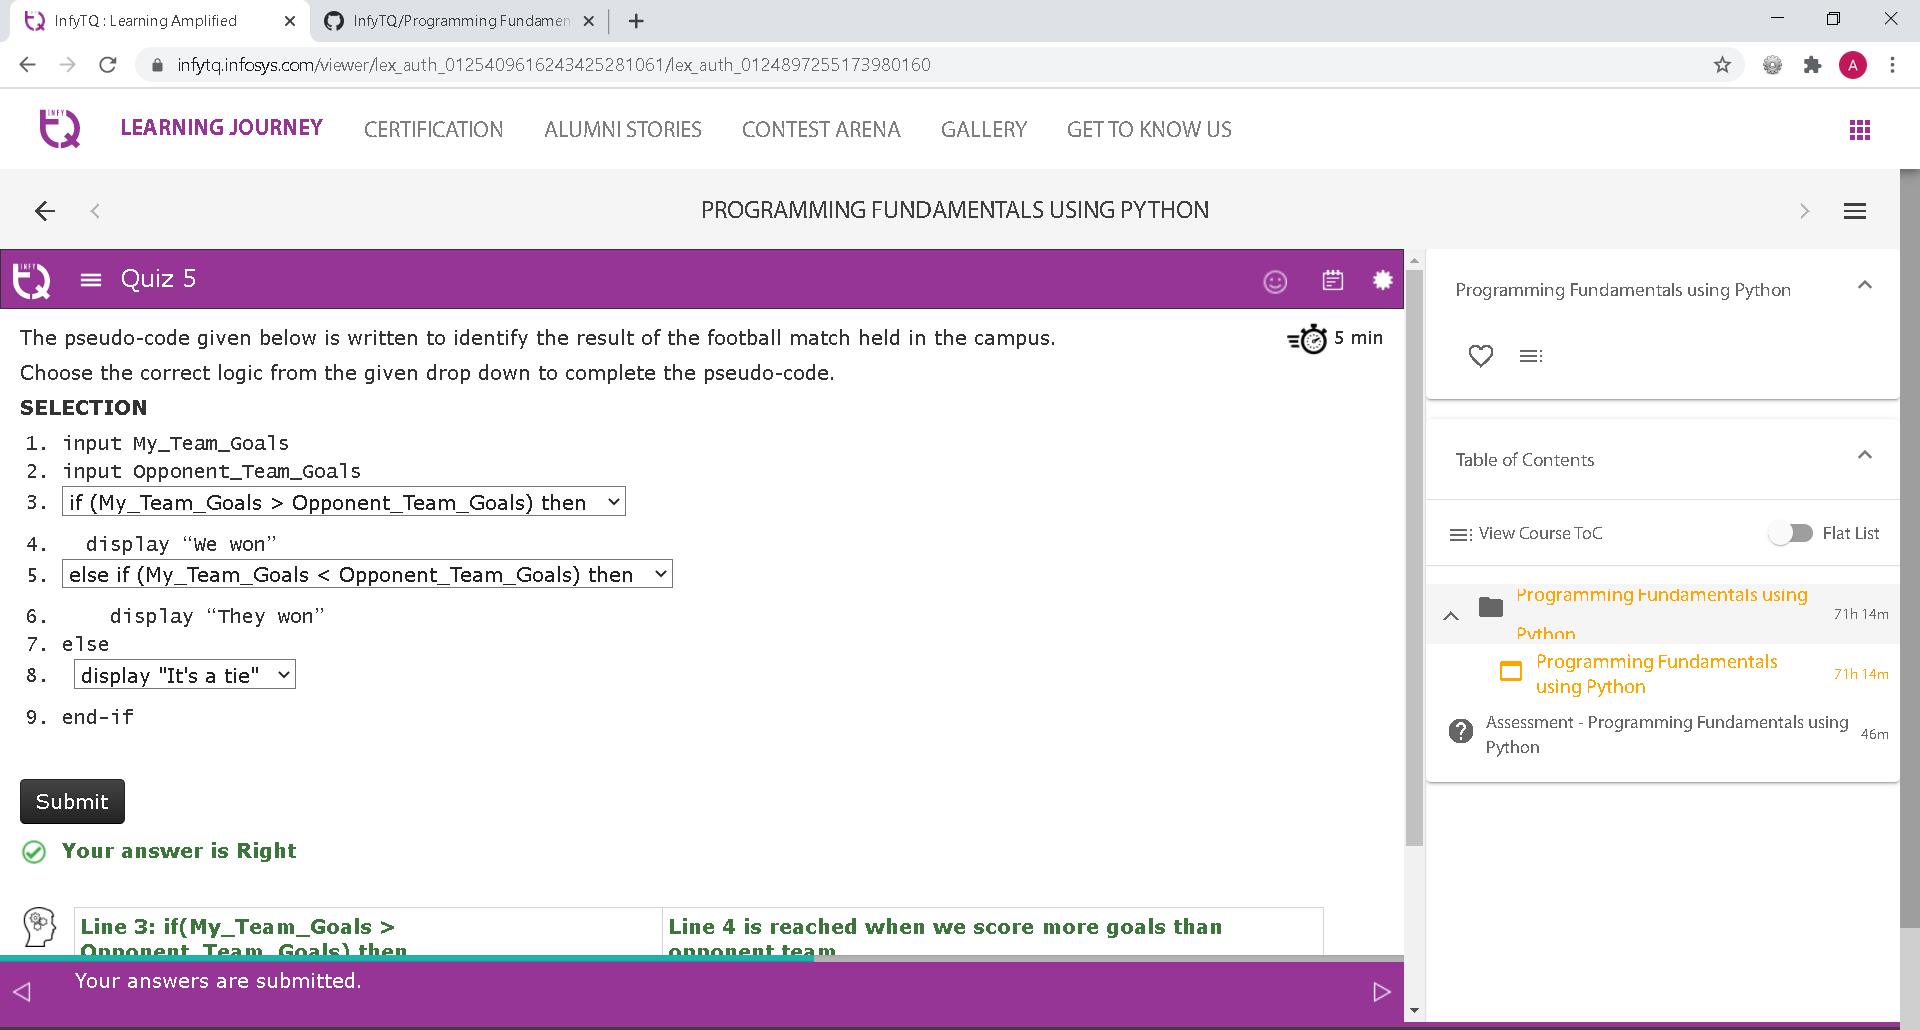 InfyTQ : Learning Amplified
InfyTQ/Programming Fundamen
infytq.infosys.com/viewer/lex_auth_0125409616243425281061/lex_auth_0124897255173980160
A
INFY
TQ
LEARNING JOURNEY
CERTIFICATION
ALUMNI STORIES
CONTEST ARENA
GALLERY
GET TO KNOW US
PROGRAMMING FUNDAMENTALS USING PYTHON
INFY
TQ
Quiz 5
The pseudo-code given below is written to identify the result of the football match held in the campus.
5 min
Choose the correct logic from the given drop down to complete the pseudo-code.
SELECTION
1. input My_Team_Goals
2. input Opponent_Team_Goals
3. if (My_Team_Goals > Opponent_Team_Goals) then
4. display “We won”
5. else if (My_Team_Goals < Opponent_Team_Goals) then
6. display “They won”
7. else
8. display "It's a tie"
9. end-if
Submit
Your answer is Right
Line 3: if(My_Team_Goals >
Opponent_Team_Goals) then
Line 4 is reached when we score more goals than
opponent team
Your answers are submitted.
Programming Fundamentals using Python
Table of Contents
View Course ToC
Flat List
Programming Fundamentals using
Python
71h 14m
Programming Fundamentals
using Python
71h 14m
Assessment - Programming Fundamentals using
Python
46m